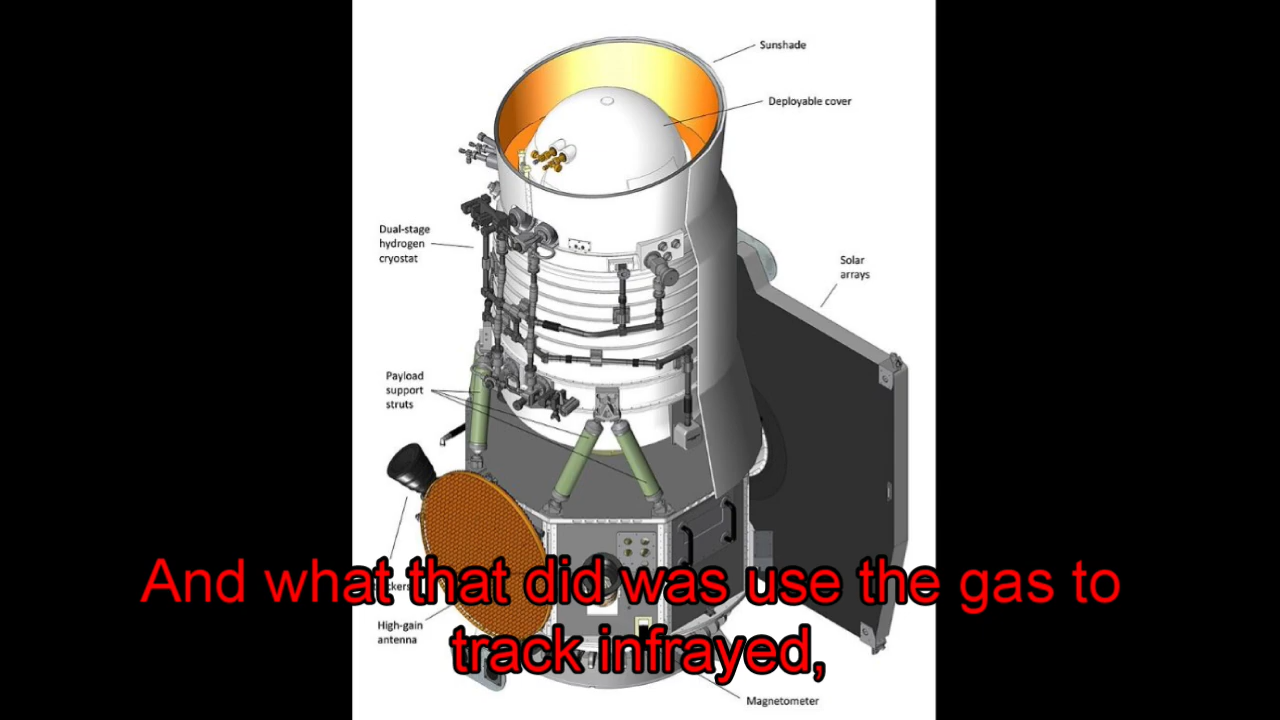 Sunshade
Deployable cover
Dual-stage
hydrogen
cryostat
Solar
arrays
Payload
support
struts
High-gain
antenna
Magnetometer
And what that did was use the gas to
track infrayed,